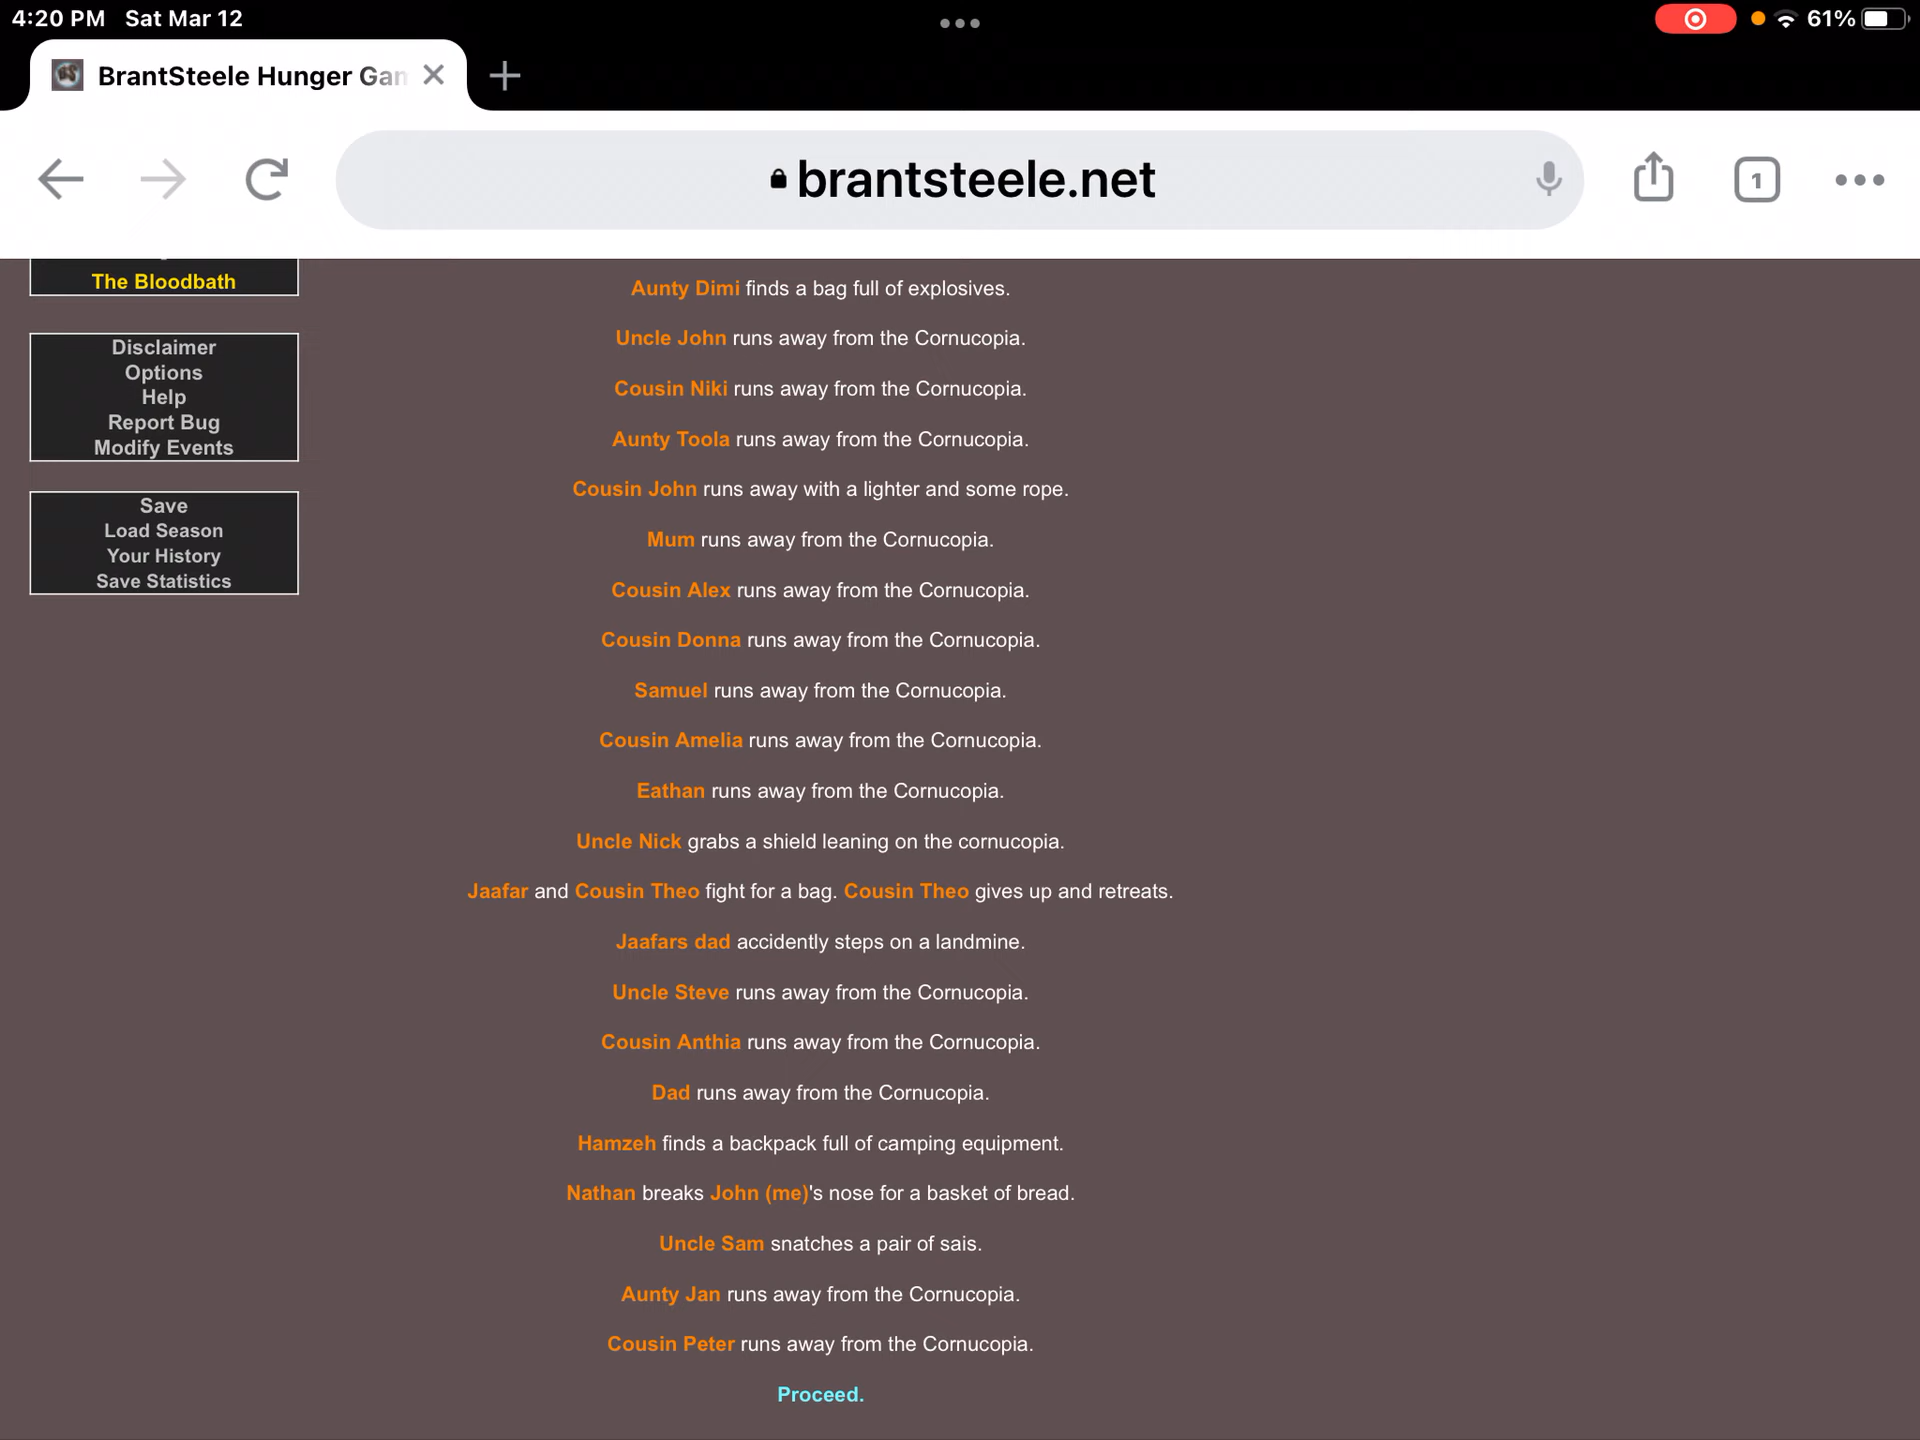 4:20 PM Sat Mar 12
61%
BrantSteele Hunger Gan
brantsteele.net
1
The Bloodbath
Disclaimer
Options
Help
Report Bug
Modify Events
Save
Load Season
Your History
Save Statistics
Aunty Dimi finds a bag full of explosives.
Uncle John runs away from the Cornucopia.
Cousin Niki runs away from the Cornucopia.
Aunty Toola runs away from the Cornucopia.
Cousin John runs away with a lighter and some rope.
Mum runs away from the Cornucopia.
Cousin Alex runs away from the Cornucopia.
Cousin Donna runs away from the Cornucopia.
Samuel runs away from the Cornucopia.
Cousin Amelia runs away from the Cornucopia.
Eathan runs away from the Cornucopia.
Uncle Nick grabs a shield leaning on the cornucopia.
Jaafar and Cousin Theo fight for a bag. Cousin Theo gives up and retreats.
Jaafars dad accidently steps on a landmine.
Uncle Steve runs away from the Cornucopia.
Cousin Anthia runs away from the Cornucopia.
Dad runs away from the Cornucopia.
Hamzeh finds a backpack full of camping equipment.
Nathan breaks John (me)'s nose for a basket of bread.
Uncle Sam snatches a pair of sais.
Aunty Jan runs away from the Cornucopia.
Cousin Peter runs away from the Cornucopia.
Proceed.